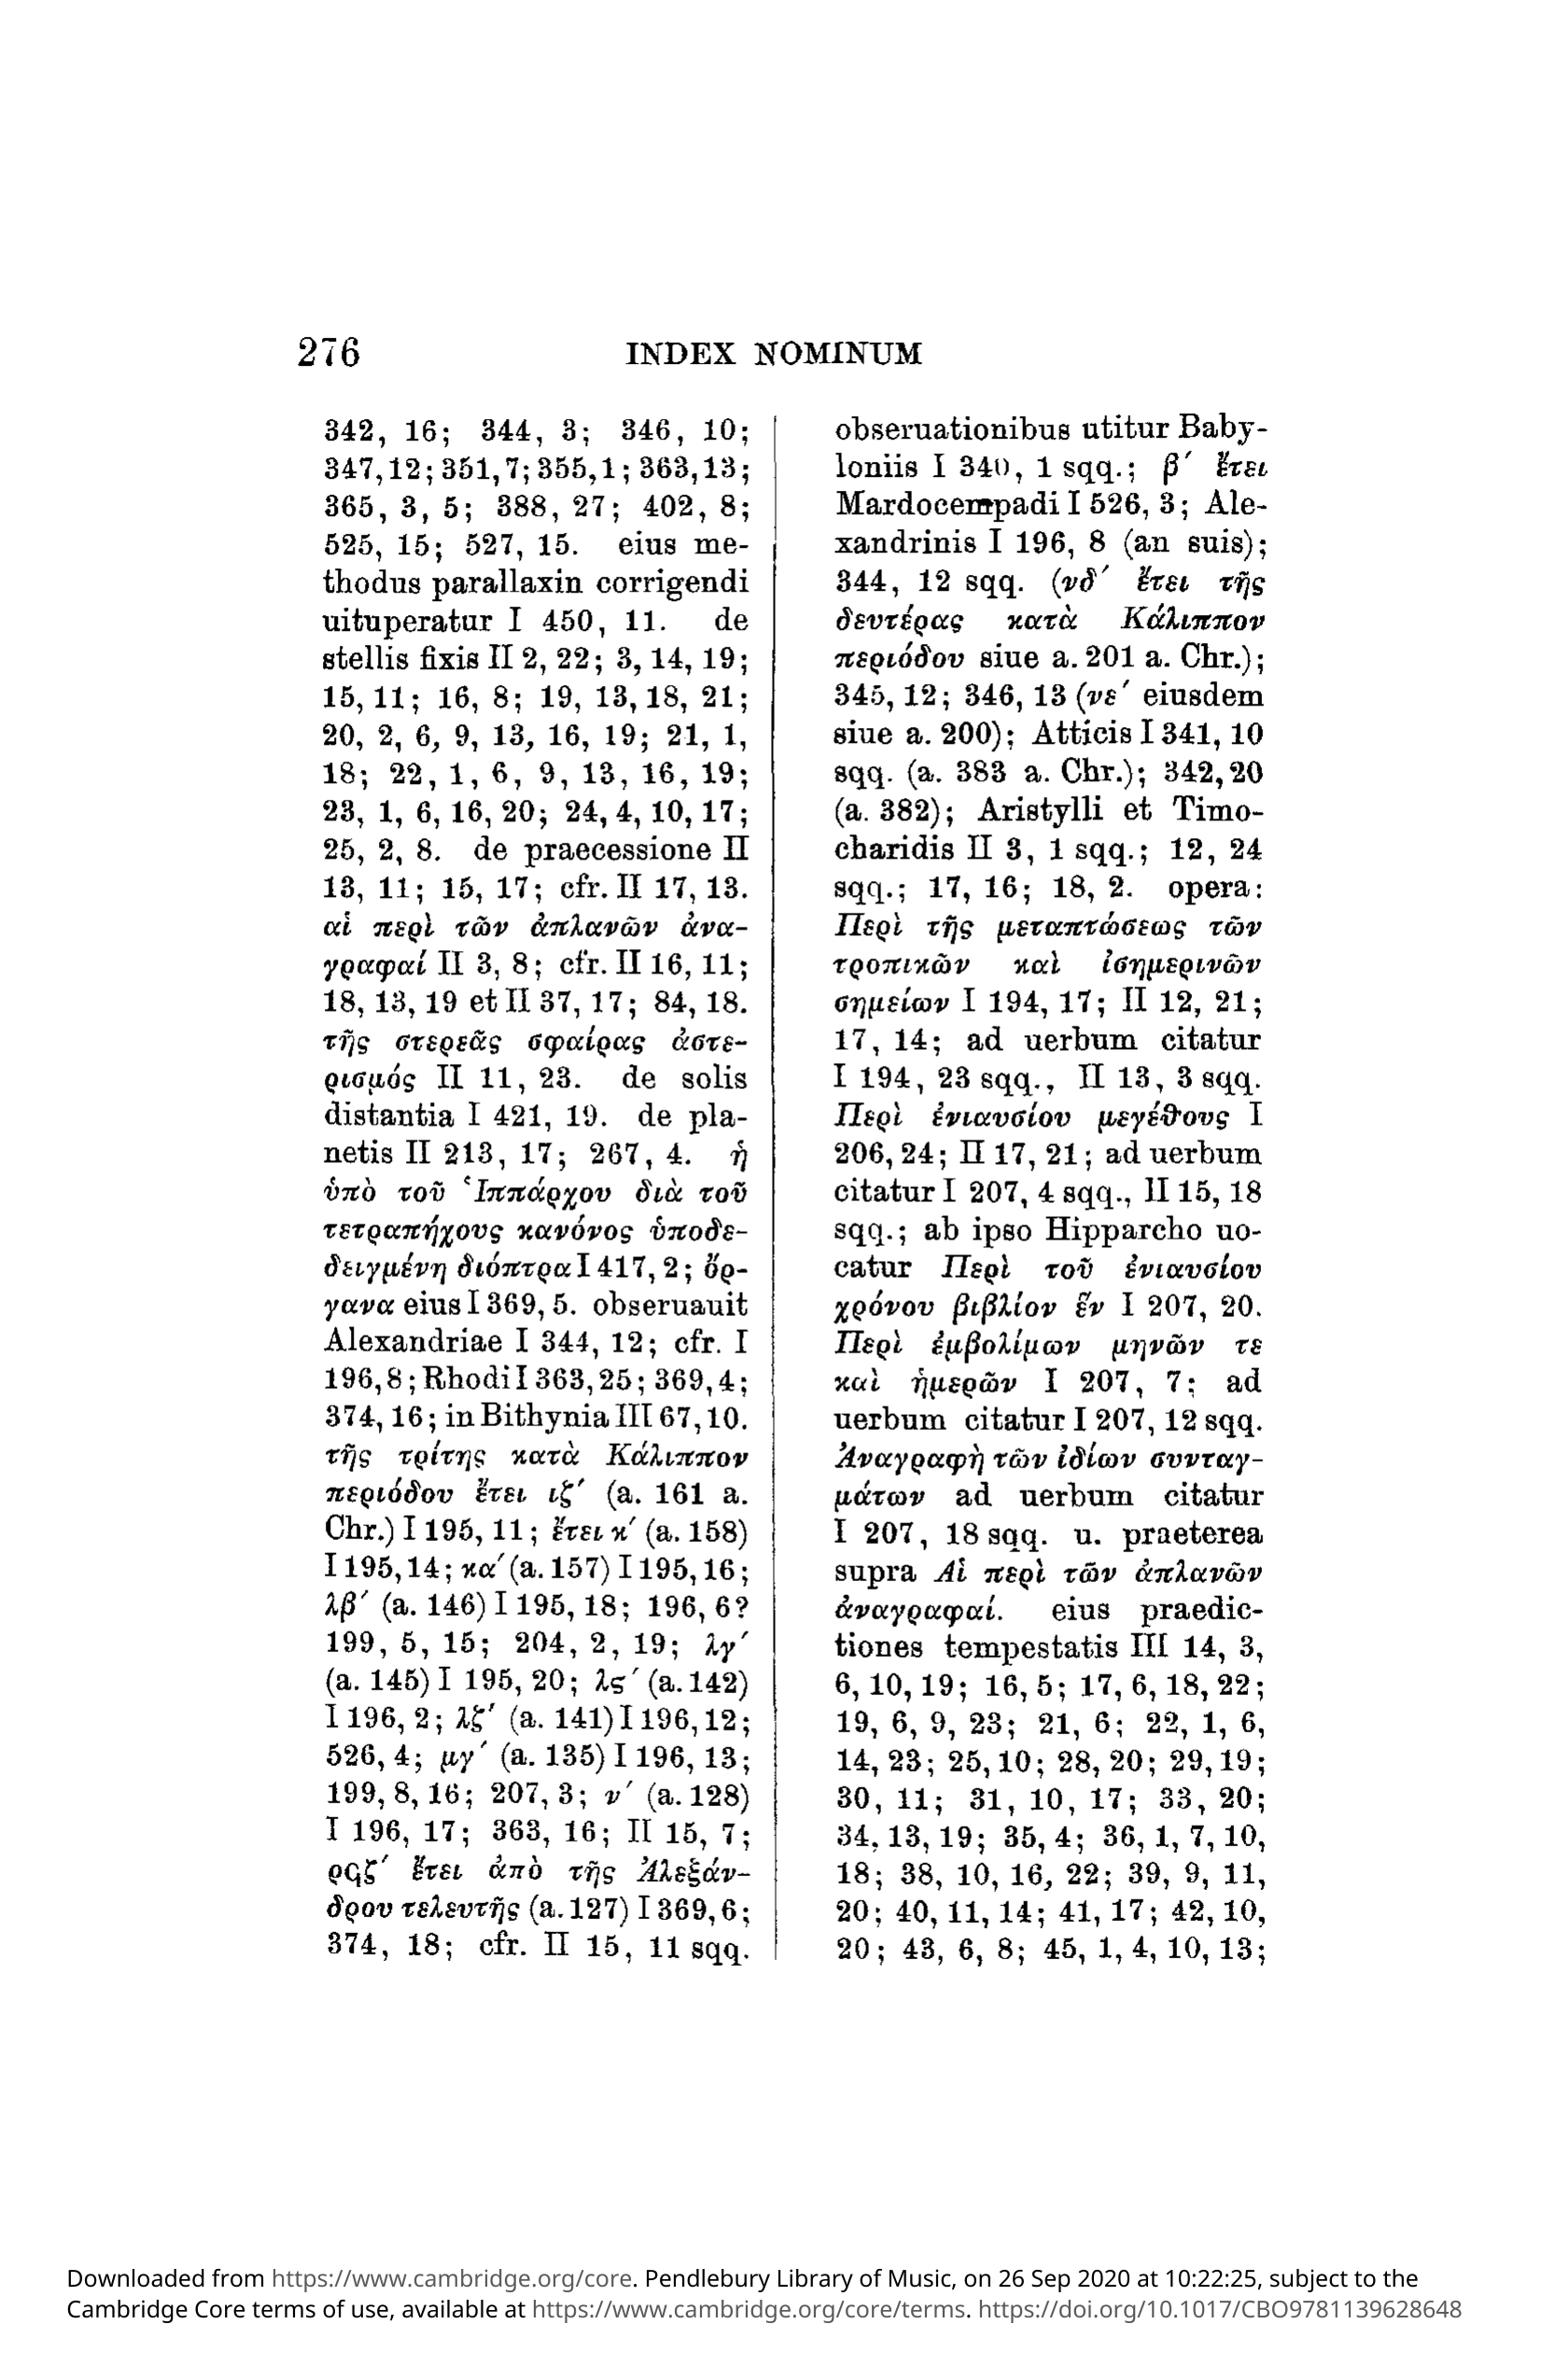 276 INDEX NOMINUM
342, 16; 344, 3; 346, 10;
347, 12; 351, 7; 355, 1; 363, 13;
365, 3, 5; 388, 27; 402, 8;
525, 15; 527, 15. eius me-
thodus parallaxin corrigendi
uituperatur I 450, 11. de
stellis fixis II 2, 22; 3, 14, 19;
15, 11; 16, 8; 19, 13, 18, 21;
20, 2, 6, 9, 13, 16, 19; 21, 1,
18; 22, 1, 6, 9, 13, 16, 19;
23, 1, 6, 16, 20; 24, 4, 10, 17;
25, 2, 8. de praecessione II
13, 11; 15, 17; cfr. II 17, 13.
αἱ περὶ τῶν ἀπλανῶν ἀνα-
γραφαί II 3, 8; cfr. II 16, 11;
18, 13, 19 et II 37, 17; 84, 18.
τῆς στερεᾶς σφαίρας ἀστε-
ρισμός II 11, 23. de solis
distantia I 421, 19. de pla-
netis II 213, 17; 267, 4. ἡ
ὑπὸ τοῦ Ἱππάρχου διὰ τοῦ
τετραπήχους κανόνος ὑποδε-
δειγμένη διόπτρα I 417, 2; ὄρ-
γανα eius I 369, 5. obseruauit
Alexandriae I 344, 12; cfr. I
196, 8; Rhodi I 363, 25; 369, 4;
374, 16; in Bithynia III 67, 10.
τῆς τρίτης κατὰ Κάλιππον
περιόδου ἔτει ιζ´ (a. 161 a.
Chr.) I 195, 11; ἔτει κ´ (a. 158)
I 195, 14; κα´ (a. 157) I 195, 16;
λβ´ (a. 146) I 195, 18; 196, 6?
199, 5, 15; 204, 2, 19; λγ´
(a. 145) I 195, 20; λϛ´ (a. 142)
I 196, 2; λζ´ (a. 141) I 196, 12;
526, 4; μγ´ (a. 135) I 196, 13;
199, 8, 16; 207, 3; ν´ (a. 128)
I 196, 17; 363, 16; II 15, 7;
ρϟζ´ ἔτει ἀπὸ τῆς Ἀλεξάν-
δρου τελευτῆς (a. 127) I 369, 6;
374, 18; cfr. II 15, 11 sqq.
obseruationibus utitur Baby-
loniis I 340, 1 sqq.; β´ ἔτει
Mardocempadi I 526, 3; Ale-
xandrinis I 196, 8 (an suis);
344, 12 sqq. (νδ´ ἔτει τῆς
δευτέρας κατὰ Κάλιππον
περιόδου siue a. 201 a. Chr.);
345, 12; 346, 13 (νε´ eiusdem
siue a. 200); Atticis I 341, 10
sqq. (a. 383 a. Chr.); 342, 20
(a. 382); Aristylli et Timo-
charidis II 3, 1 sqq.; 12, 24
sqq.; 17, 16; 18, 2. opera:
Περὶ τῆς μεταπτώσεως τῶν
τροπικῶν καὶ ἰσημερινῶν
σημείων I 194, 17; II 12, 21;
17, 14; ad uerbum citatur
I 194, 23 sqq., II 13, 3 sqq.
Περὶ ἐνιαυσίου μεγέθους I
206, 24; II 17, 21; ad uerbum
citatur I 207, 4 sqq., II 15, 18
sqq.; ab ipso Hipparcho uo-
catur Περὶ τοῦ ἐνιαυσίου
χρόνου βιβλίον ἕν I 207, 20.
Περὶ ἐμβολίμων μηνῶν τε
καὶ ἡμερῶν I 207, 7; ad
uerbum citatur I 207, 12 sqq.
Ἀναγραφὴ τῶν ἰδίων συνταγ-
μάτων ad uerbum citatur
I 207, 18 sqq. u. praeterea
supra Αἱ περὶ τῶν ἀπλανῶν
ἀναγραφαί. eius praedic-
tiones tempestatis III 14, 3,
6, 10, 19; 16, 5; 17, 6, 18, 22;
19, 6, 9, 23; 21, 6; 22, 1, 6,
14, 23; 25, 10; 28, 20; 29, 19;
30, 11; 31, 10, 17; 33, 20;
34, 13, 19; 35, 4; 36, 1, 7, 10,
18; 38, 10, 16, 22; 39, 9, 11,
20; 40, 11, 14; 41, 17; 42, 10,
20; 43, 6, 8; 45, 1, 4, 10, 13;
Downloaded from https://www.cambridge.org/core. Pendlebury Library of Music, on 26 Sep 2020 at 10:22:25, subject to the
Cambridge Core terms of use, available at https://www.cambridge.org/core/terms. https://doi.org/10.1017/CBO9781139628648